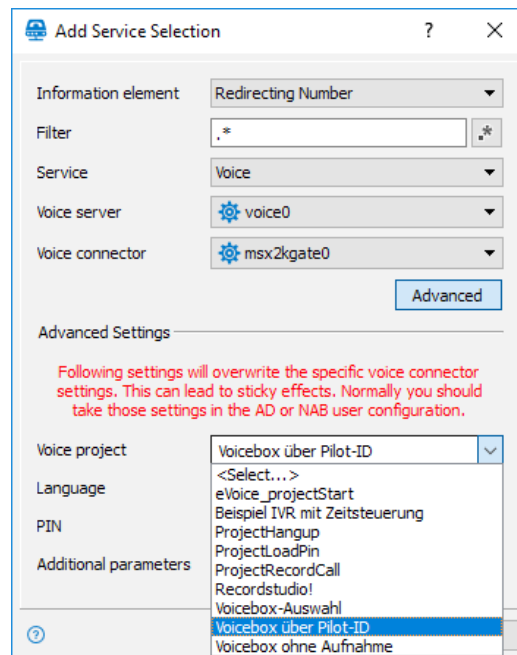 Add Service Selection
Information element Redirecting Number
Filter .* .*
Service Voice
Voice server voice0
Voice connector msx2kgate0
Advanced
Advanced Settings
Following settings will overwrite the specific voice connector
settings. This can lead to sticky effects. Normally you should
take those settings in the AD or NAB user configuration.
Voice project Voicebox über Pilot-ID
<Select...>
Language eVoice_projectStart
Beispiel IVR mit Zeitsteuerung
PIN ProjectHangup
ProjectLoadPin
Additional parameters ProjectRecordCall
Recordstudio!
Voicebox-Auswahl
Voicebox über Pilot-ID
Voicebox ohne Aufnahme